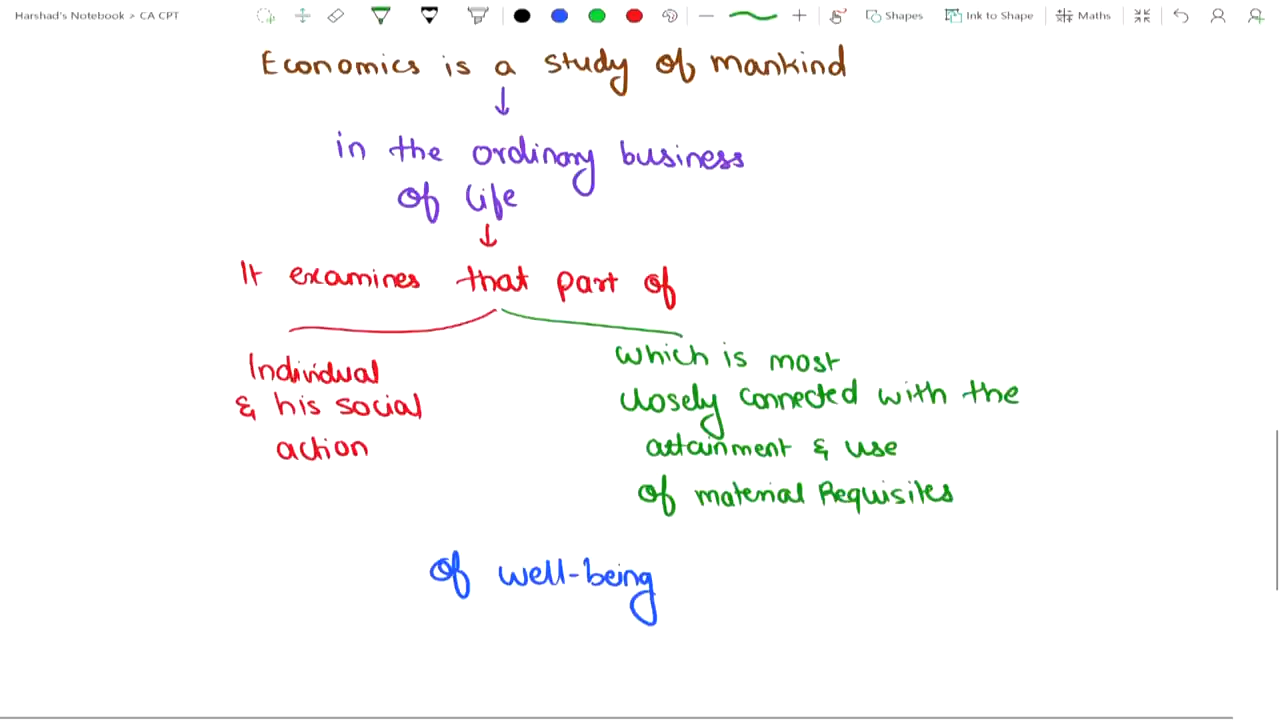 Harshad's Notebook > CA CPT
Shapes
Ink to Shape
Maths
Economics is a study of mankind
in the ordinary business
of life
It examines that part of
Individual
& his social
action
which is most
closely connected with the
attainment & use
of material Requisites
of well-being